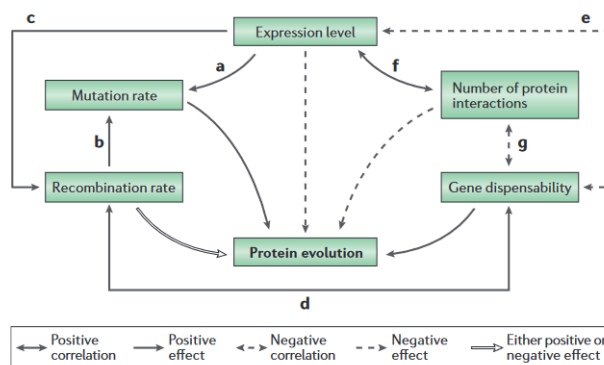 c
Expression level
e
a
f
Mutation rate
Number of protein
interactions
b
g
Recombination rate
Gene dispensability
Protein evolution
d
Positive
correlation
Positive
effect
Negative
correlation
Negative
effect
Either positive or
negative effect